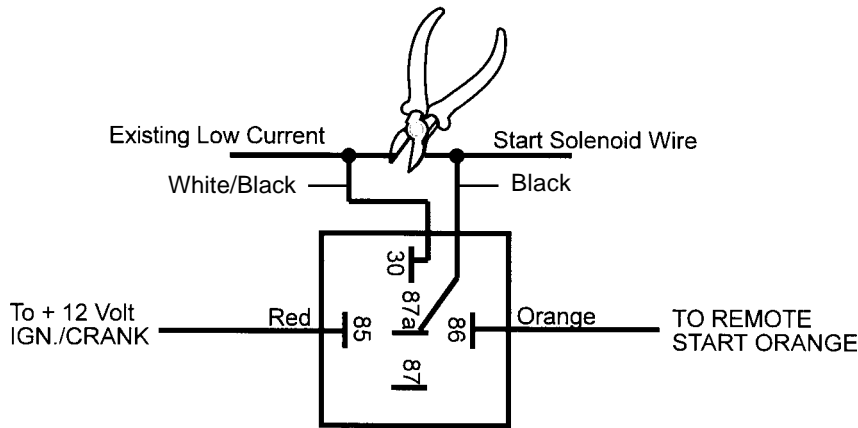 Existing Low Current
Start Solenoid Wire
White/Black
Black
30
87a
To + 12 Volt
IGN./CRANK
Red
85
86
Orange
TO REMOTE
START ORANGE
87